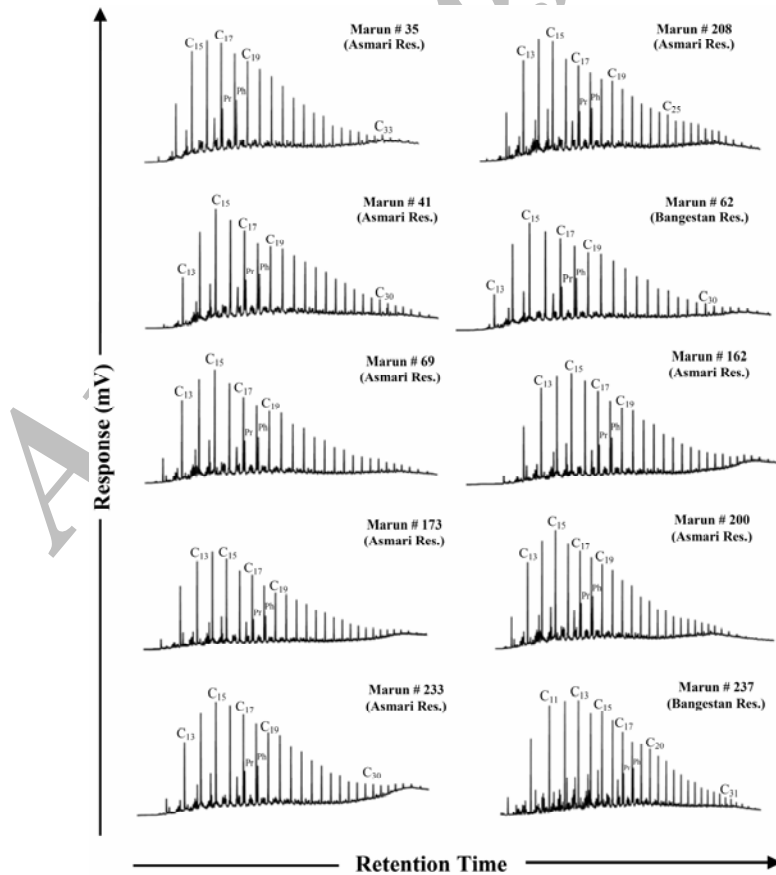 Marun # 35
(Asmari Res.)
C15
C17
C19
Pr
Ph
C33
Marun # 208
(Asmari Res.)
C13
C15
C17
C19
Pr
Ph
C25
Marun # 41
(Asmari Res.)
C13
C15
C17
C19
Pr
Ph
C30
Marun # 62
(Bangestan Res.)
C13
C15
C17
C19
Pr
Ph
C30
Marun # 69
(Asmari Res.)
C13
C15
C17
C19
Pr
Ph
Marun # 162
(Asmari Res.)
C13
C15
C17
C19
Pr
Ph
Marun # 173
(Asmari Res.)
C13
C15
C17
C19
Pr
Ph
Marun # 200
(Asmari Res.)
C13
C15
C17
C19
Pr
Ph
Marun # 233
(Asmari Res.)
C13
C15
C17
C19
Pr
Ph
C30
Marun # 237
(Bangestan Res.)
C11
C13
C15
C17
C20
Pr
Ph
C31
Response (mV)
Retention Time